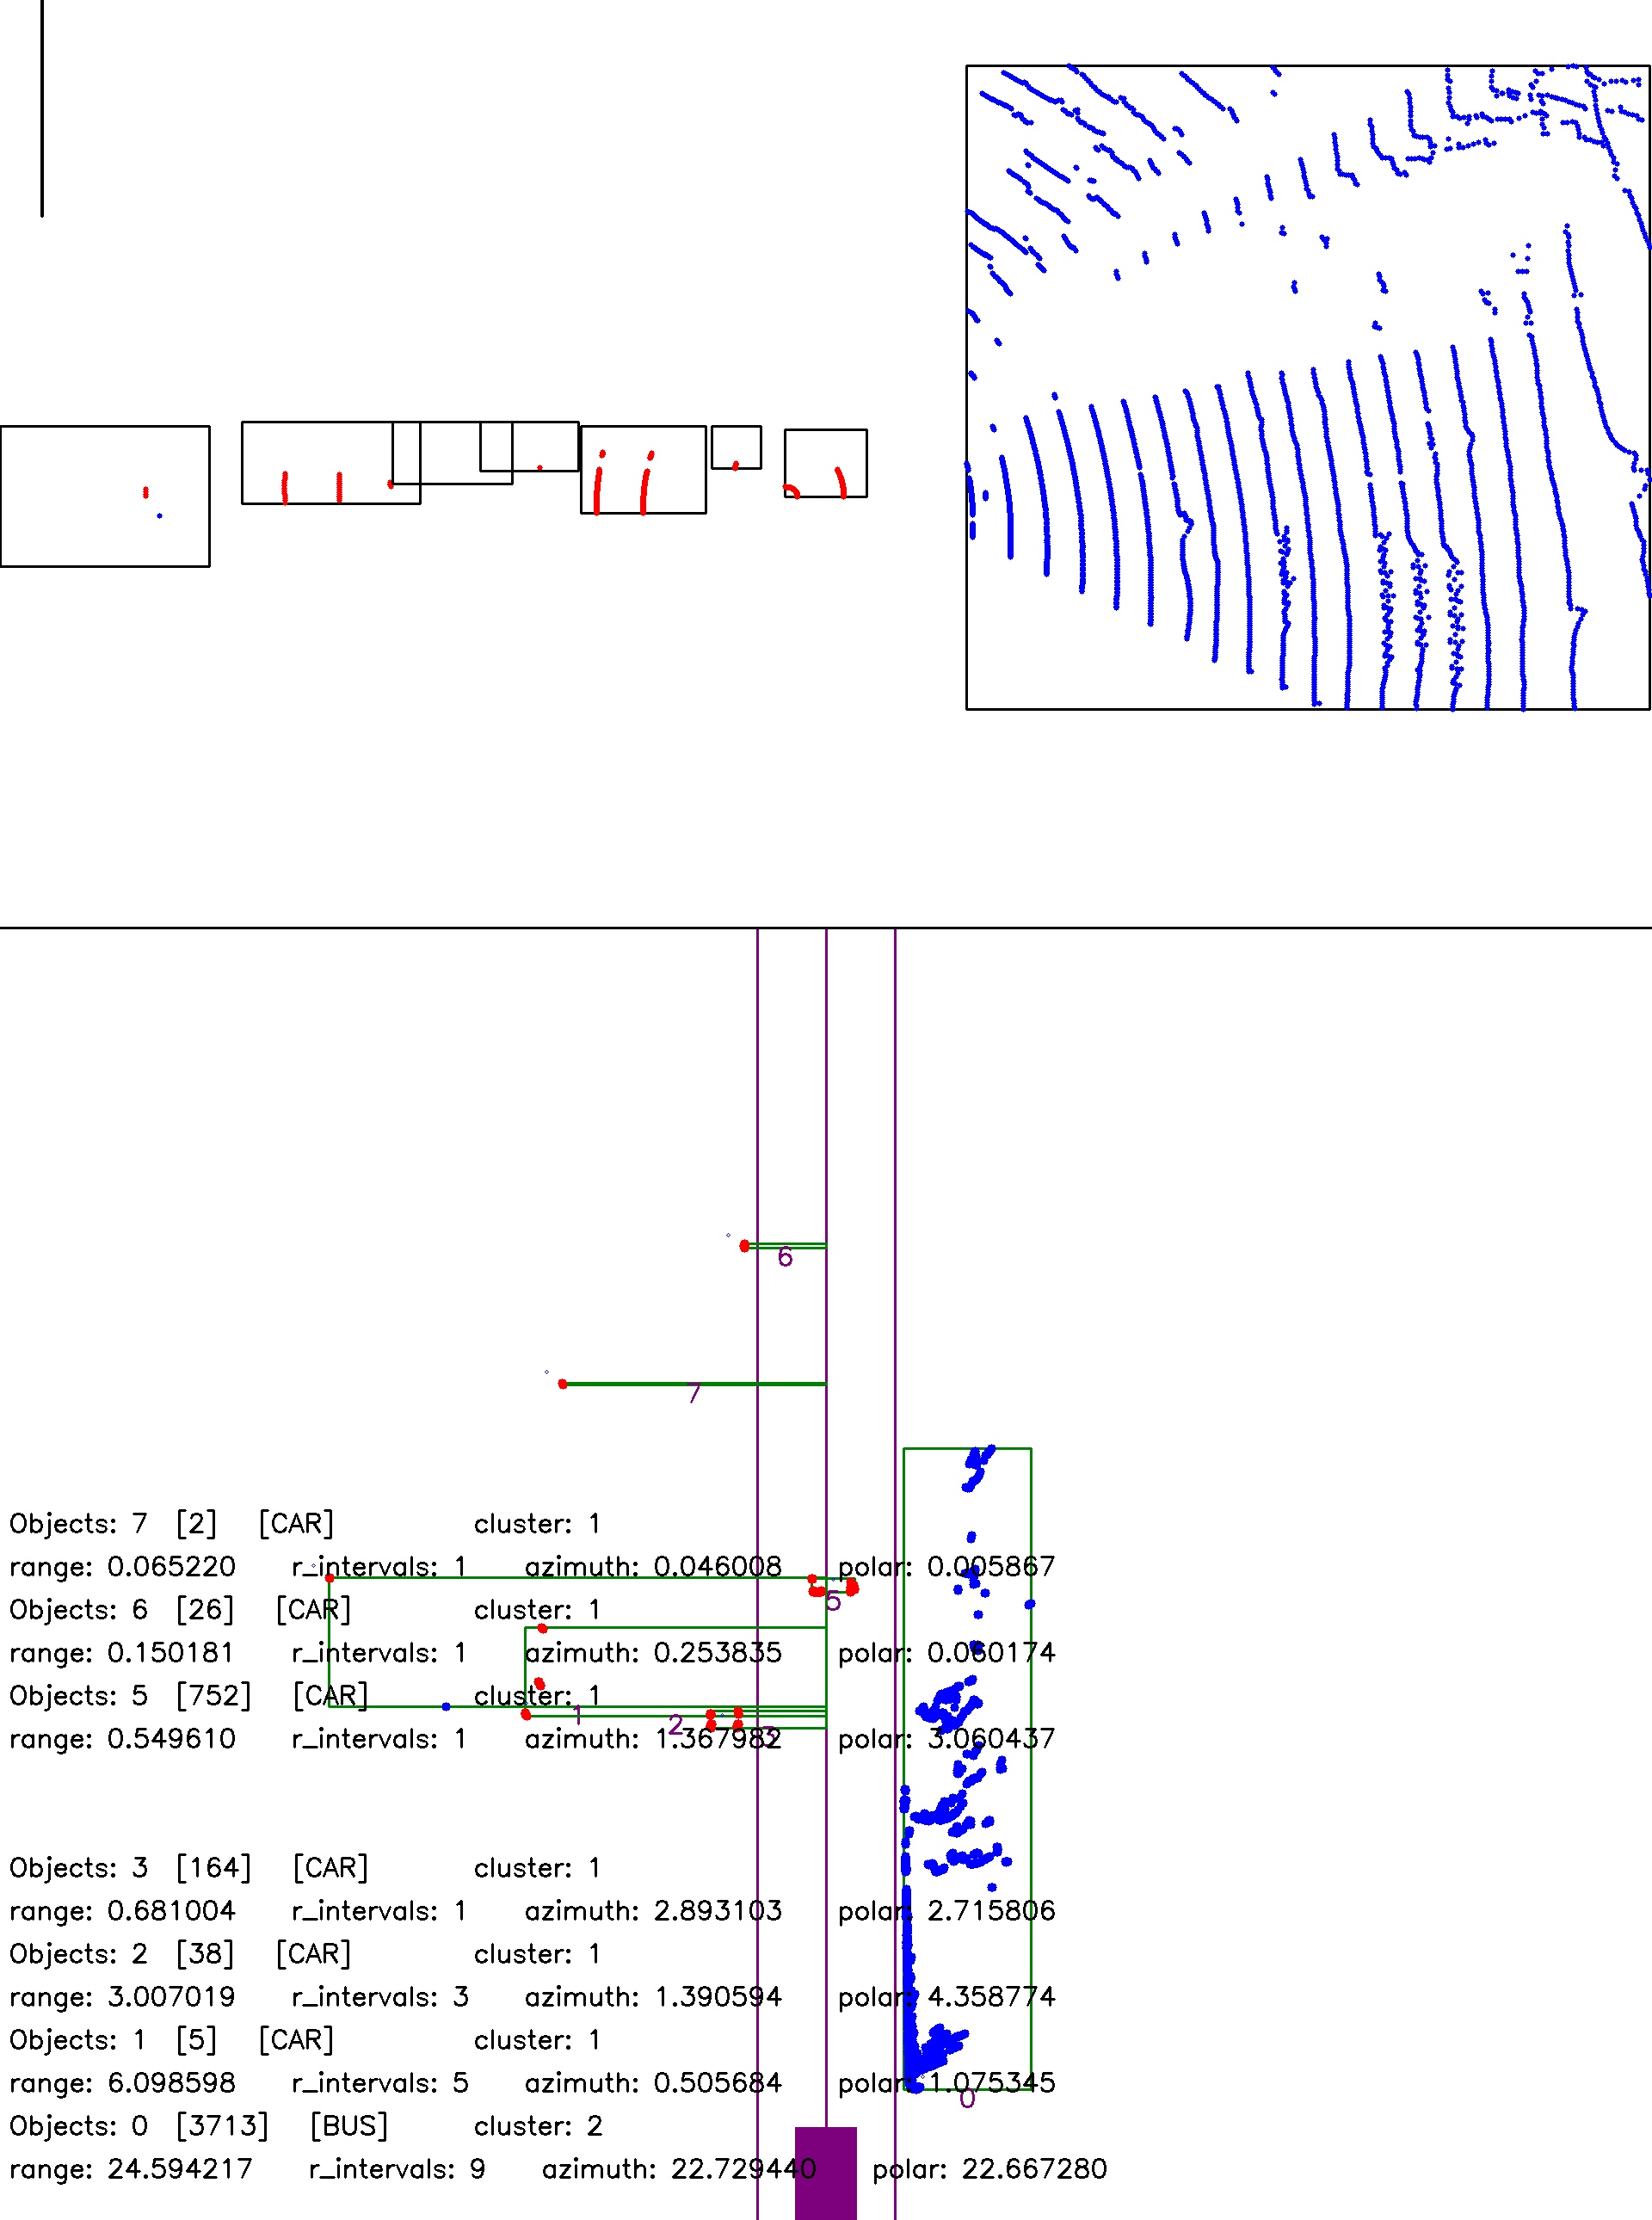 6
7
Objects: 7 [2] [CAR] cluster: 1
range: 0.065220 r_intervals: 1 azimuth: 0.046008 polar: 0.005867
5
Objects: 6 [26] [CAR] cluster: 1
range: 0.150181 r_intervals: 1 azimuth: 0.253835 polar: 0.060174
Objects: 5 [752] [CAR] cluster: 1
1 2
range: 0.549610 r_intervals: 1 azimuth: 1.367982 polar: 3.060437
Objects: 3 [164] [CAR] cluster: 1
range: 0.681004 r_intervals: 1 azimuth: 2.893103 polar: 2.715806
Objects: 2 [38] [CAR] cluster: 1
range: 3.007019 r_intervals: 3 azimuth: 1.390594 polar: 4.358774
Objects: 1 [5] [CAR] cluster: 1
range: 6.098598 r_intervals: 5 azimuth: 0.505684 polar: 1.075345
0
Objects: 0 [3713] [BUS] cluster: 2
range: 24.594217 r_intervals: 9 azimuth: 22.729440 polar: 22.667280